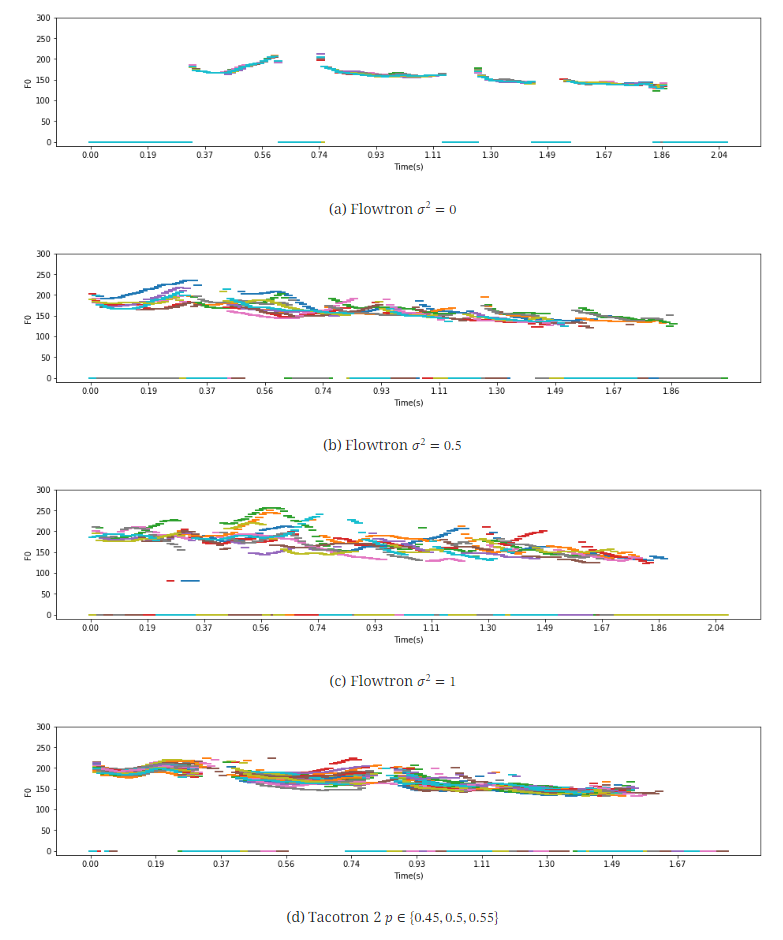 300
250
200
150
100
50
0
F0
0.00 0.19 0.37 0.56 0.74 0.93 1.11 1.30 1.49 1.67 1.86 2.04
Time(s)
(a) Flowtron σ² = 0
300
250
200
150
100
50
0
F0
0.00 0.19 0.37 0.56 0.74 0.93 1.11 1.30 1.49 1.67 1.86
Time(s)
(b) Flowtron σ² = 0.5
300
250
200
150
100
50
0
F0
0.00 0.19 0.37 0.56 0.74 0.93 1.11 1.30 1.49 1.67 1.86 2.04
Time(s)
(c) Flowtron σ² = 1
300
250
200
150
100
50
0
F0
0.00 0.19 0.37 0.56 0.74 0.93 1.11 1.30 1.49 1.67
Time(s)
(d) Tacotron 2 p ∈ {0.45, 0.5, 0.55}